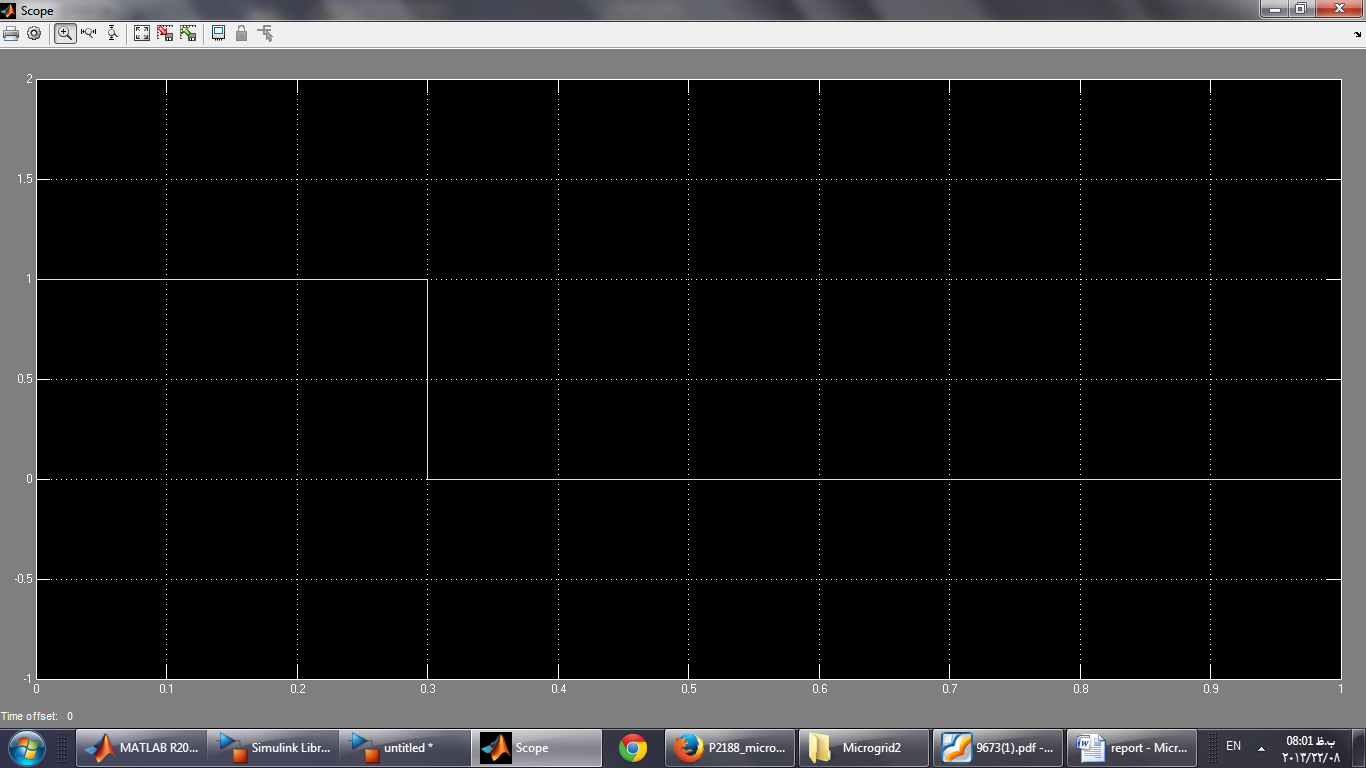 Scope
2
1.5
1
0.5
0
-0.5
-1
0 0.1 0.2 0.3 0.4 0.5 0.6 0.7 0.8 0.9 1
Time offset: 0
MATLAB R20... Simulink Libr... untitled * Scope P2188_micro... Microgrid2 9673(1).pdf -... report - Micr... EN
08:01 ب.ظ
۲۰۱۳/۲۲/۰۸